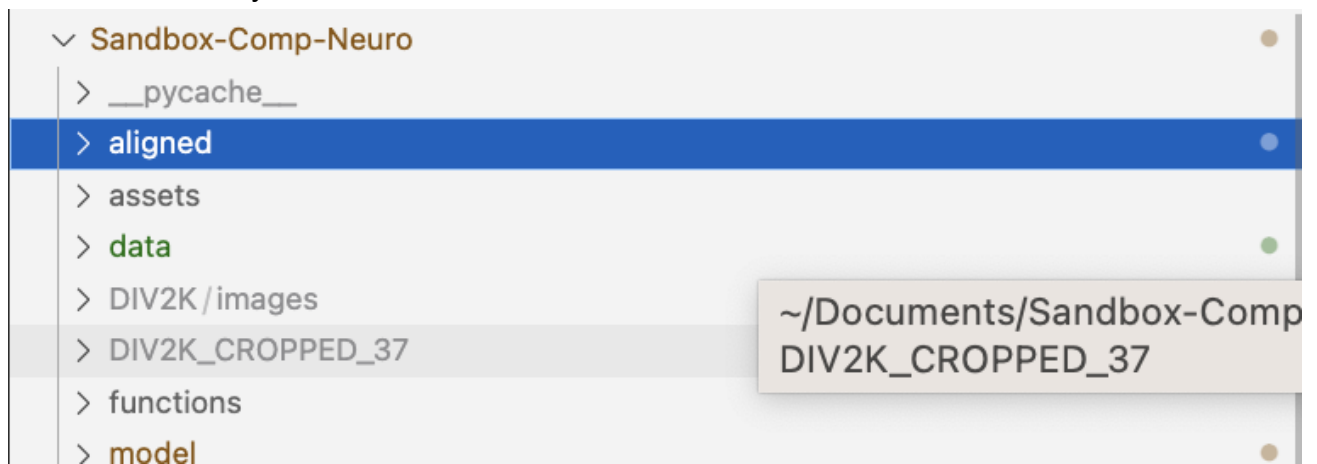 Sandbox-Comp-Neuro
__pycache__
aligned
assets
data
DIV2K/images
DIV2K_CROPPED_37
~/Documents/Sandbox-Comp
DIV2K_CROPPED_37
functions
model